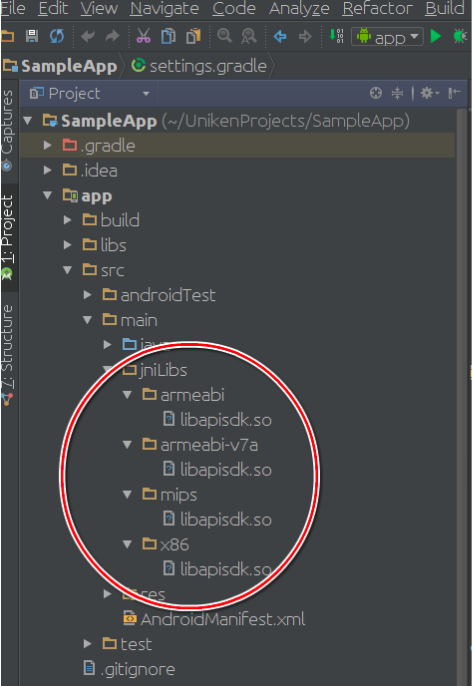 File Edit View Navigate Code Analyze Refactor Build
app
SampleApp settings.gradle
Project
SampleApp (~/UnikenProjects/SampleApp)
.gradle
.idea
app
build
libs
src
androidTest
main
java
jniLibs
armeabi
libapisdk.so
armeabi-v7a
libapisdk.so
mips
libapisdk.so
x86
libapisdk.so
res
AndroidManifest.xml
test
.gitignore
Captures
1: Project
7: Structure